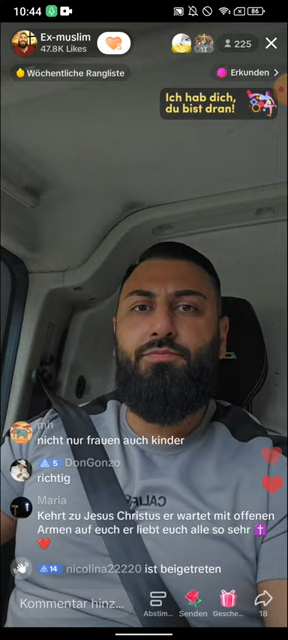 10:44
86
Ex-muslim
47.8K Likes
225
Wöchentliche Rangliste
Erkunden
Ich hab dich,
du bist dran!
mh
nicht nur frauen auch kinder
5 DonGonzo
richtig
Maria
Kehrt zu Jesus Christus er wartet mit offenen
Armen auf euch er liebt euch alle so sehr ✝️
❤️
14 nicolina22220 ist beigetreten
Kommentar hinz...
Abstim...
Senden
Gesche...
18